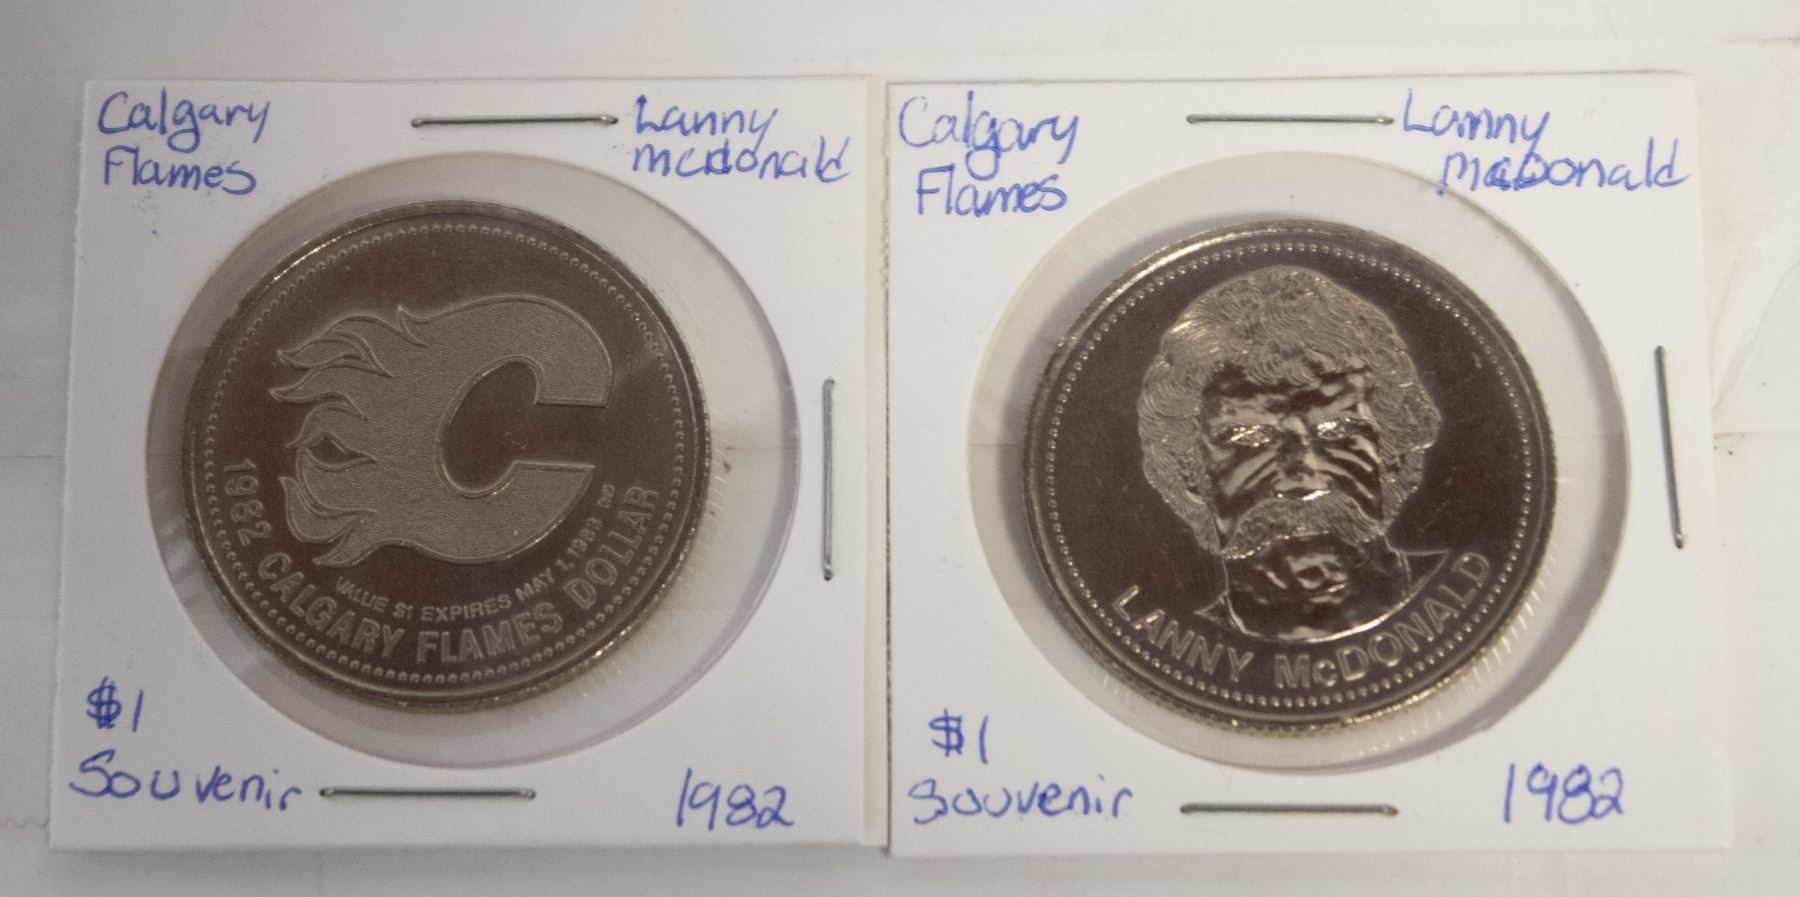 Calgary
Flames
Lanny
mcdonald
1982 CALGARY FLAMES DOLLAR
VALUE $1 EXPIRES MAY 1, 1983
$1
Souvenir
1982
Calgary
Flames
Lanny
McDonald
LANNY McDONALD
$1
Souvenir
1982